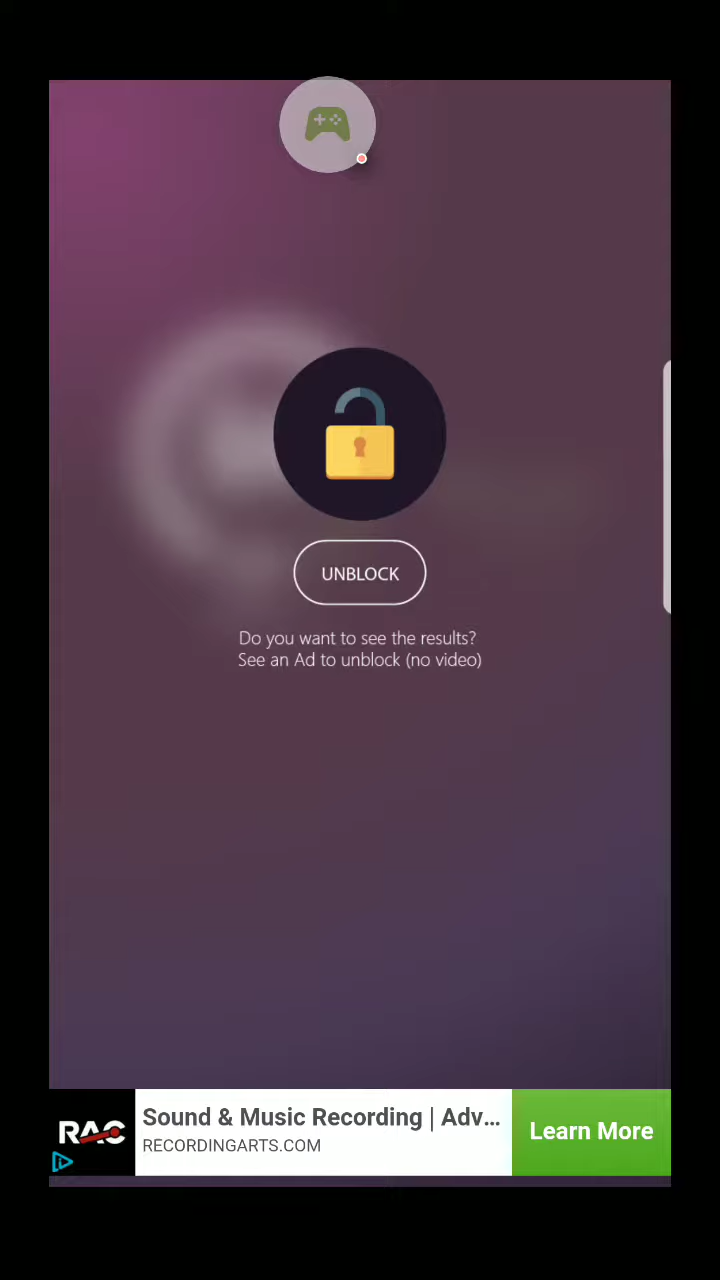 UNBLOCK
Do you want to see the results?
See an Ad to unblock (no video)
RAC
Sound & Music Recording | Adv...
RECORDINGARTS.COM
Learn More